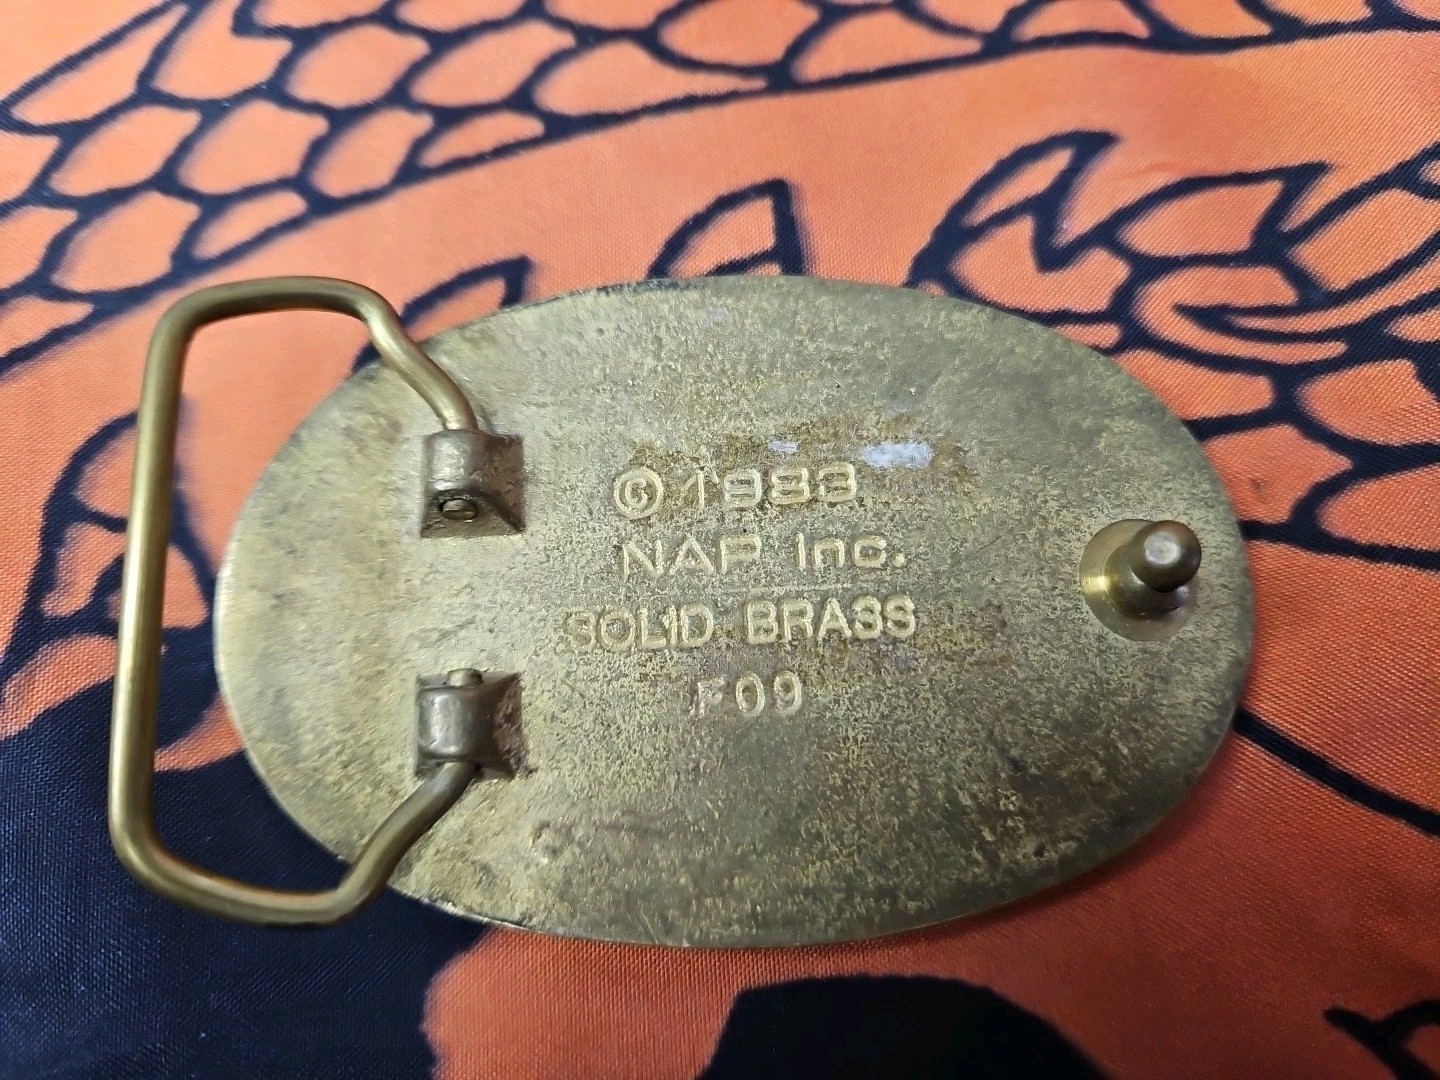 © 1983
NAP Inc.
SOLID BRASS
F09